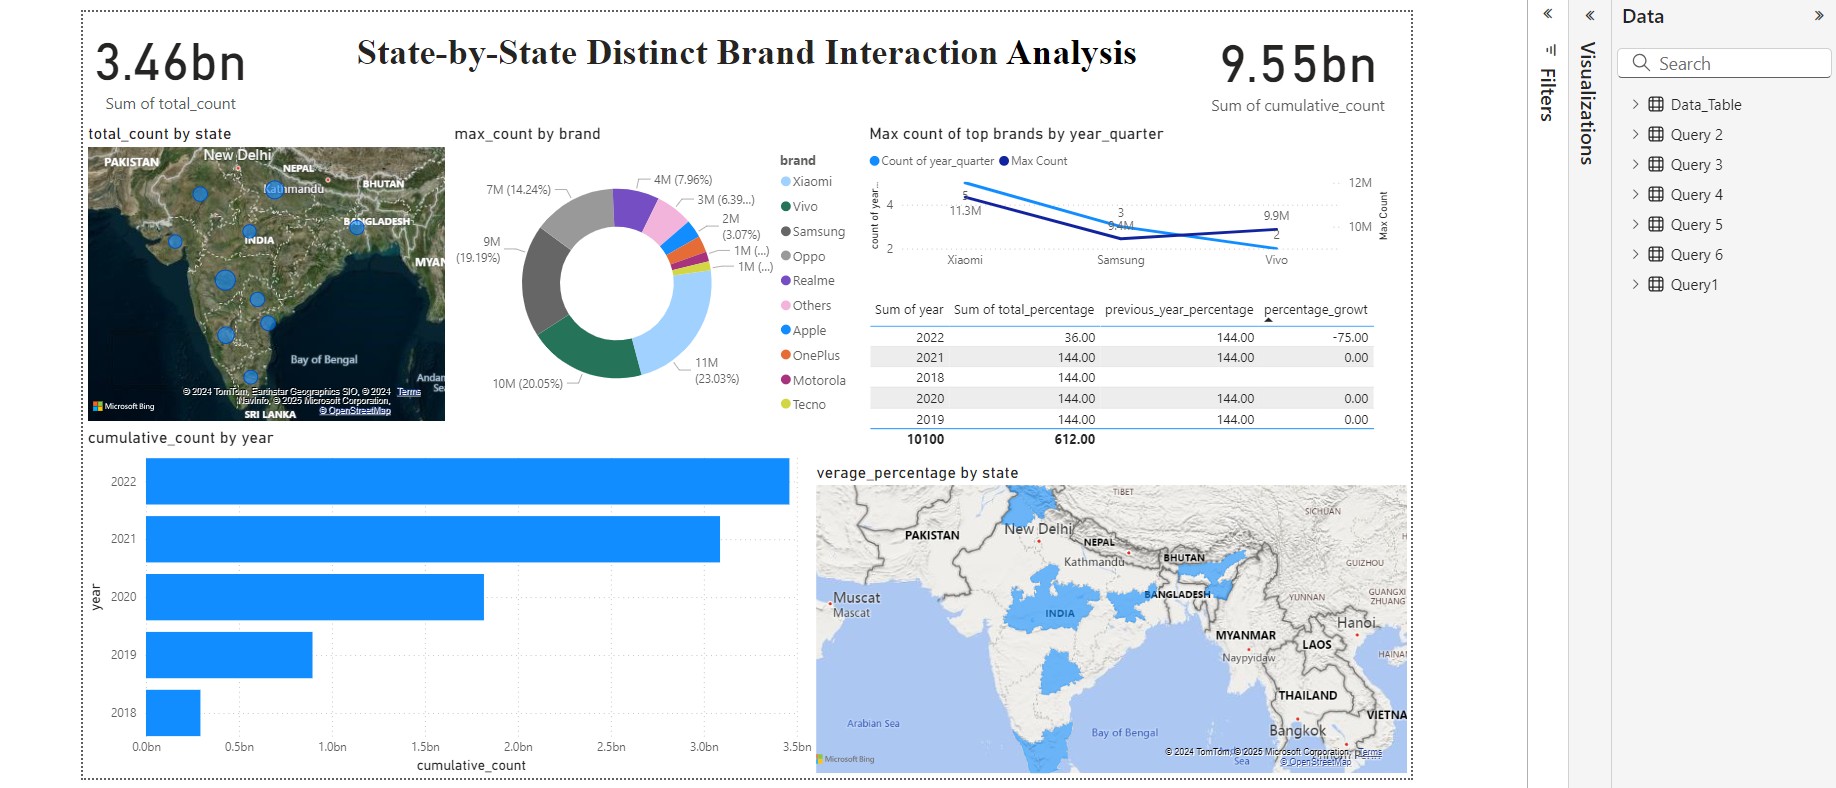 3.46bn
Sum of total_count
State-by-State Distinct Brand Interaction Analysis
9.55bn
Sum of cumulative_count
total_count by state
PAKISTAN
New Delhi
NEPAL
Kathmandu
BHUTAN
BANGLADESH
INDIA
MYAN
Bay of Bengal
Andan
Sea
© 2024 TomTom, Earthstar Geographics SIO, © 2024 Terms
NavInfo, © 2025 Microsoft Corporation,
© OpenStreetMap
Microsoft Bing
SRI LANKA
max_count by brand
4M (7.96%)
3M (6.39...)
2M
(3.07%)
1M (...)
1M (...)
7M (14.24%)
9M
(19.19%)
10M (20.05%)
11M
(23.03%)
brand
Xiaomi
Vivo
Samsung
Oppo
Realme
Others
Apple
OnePlus
Motorola
Tecno
Max count of top brands by year_quarter
Count of year_quarter Max Count
count of year...
4
2
5
11.3M
3
9.4M
9.9M
2
12M
10M
Max Count
Xiaomi Samsung Vivo
Sum of year Sum of total_percentage previous_year_percentage percentage_growt
2022 36.00 144.00 -75.00
2021 144.00 144.00 0.00
2018 144.00
2020 144.00 144.00 0.00
2019 144.00 144.00 0.00
10100 612.00
cumulative_count by year
year
2022
2021
2020
2019
2018
0.0bn 0.5bn 1.0bn 1.5bn 2.0bn 2.5bn 3.0bn 3.5bn
cumulative_count
verage_percentage by state
TIBET
SICHUAN
PAKISTAN
New Delhi
NEPAL
Kathmandu
BHUTAN
GUIZHOU
Muscat
Mascat
INDIA
BANGLADESH
YUNNAN
GUANGXI
ZHUANG
Hanoi
MYANMAR
Naypyidaw
LAOS
HAINAN
THAILAND
VIETNA
Bangkok
Arabian Sea
Bay of Bengal
Sea
© 2024 TomTom, © 2025 Microsoft Corporation, Terms
© OpenStreetMap
Microsoft Bing
Filters
Visualizations
Data
Search
Data_Table
Query 2
Query 3
Query 4
Query 5
Query 6
Query1